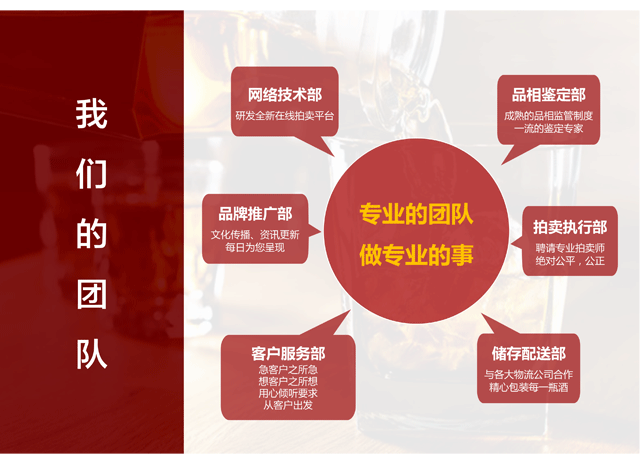 我们的团队
网络技术部
研发全新在线拍卖平台
品相鉴定部
成熟的品相监管制度
一流的鉴定专家
品牌推广部
文化传播、资讯更新
每日为您呈现
专业的团队
做专业的事
拍卖执行部
聘请专业拍卖师
绝对公平，公正
客户服务部
急客户之所急
想客户之所想
用心倾听要求
从客户出发
储存配送部
与各大物流公司合作
精心包装每一瓶酒